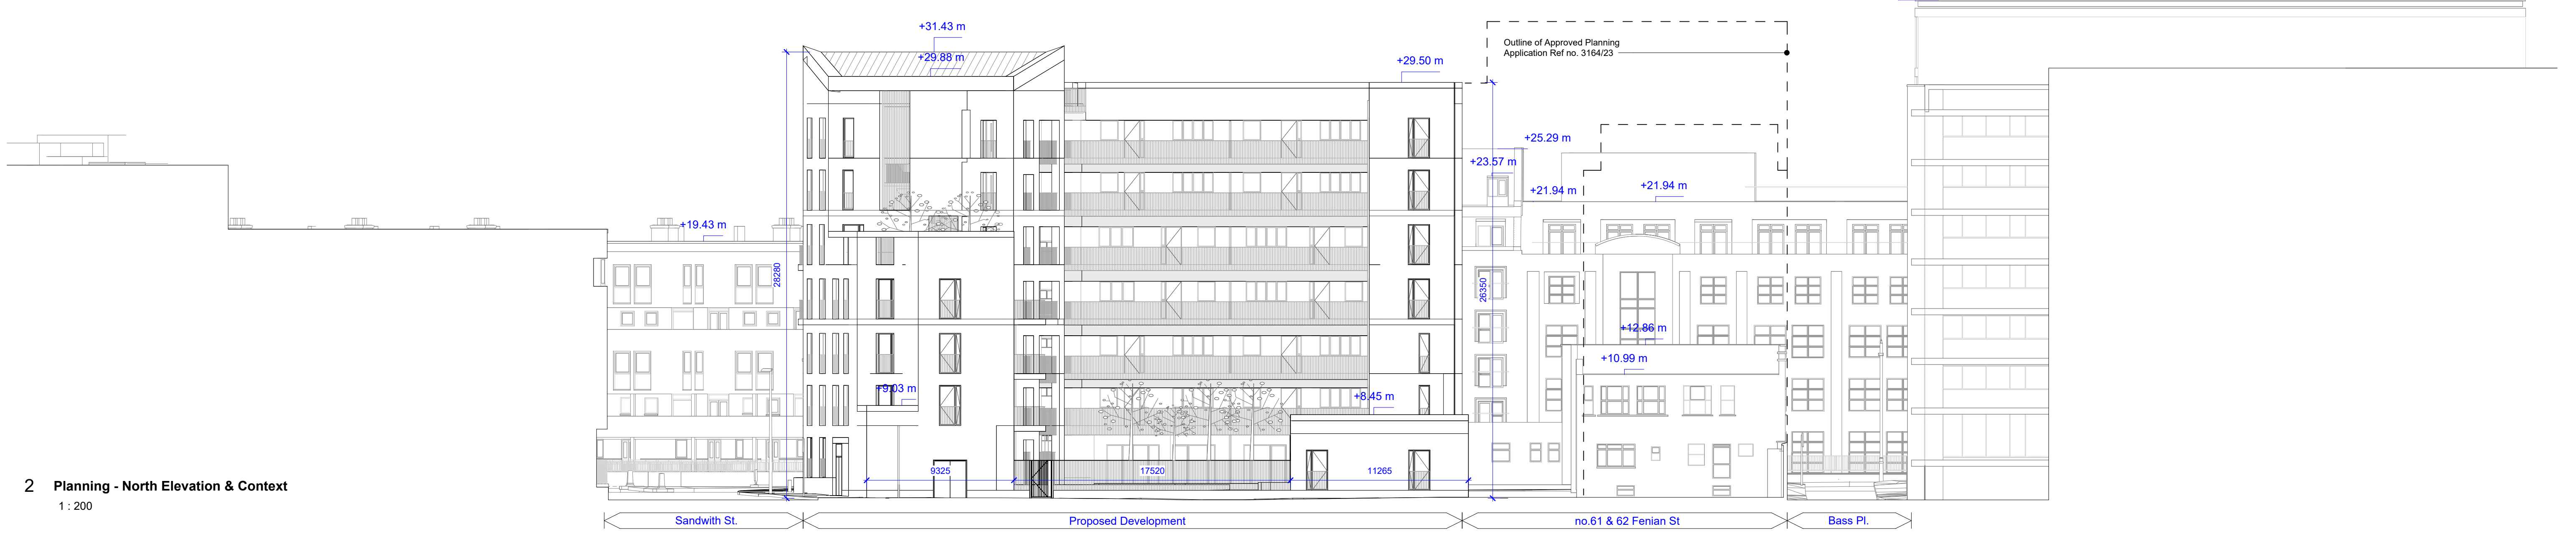 +31.43 m
+29.88 m
+29.50 m
Outline of Approved Planning
Application Ref no. 3164/23
+25.29 m
+23.57 m
+21.94 m
+21.94 m
+19.43 m
28280
26350
+12.86 m
+10.99 m
+9.03 m
+8.45 m
9325
17520
11265
2 Planning - North Elevation & Context
1 : 200
Sandwith St.
Proposed Development
no.61 & 62 Fenian St
Bass Pl.